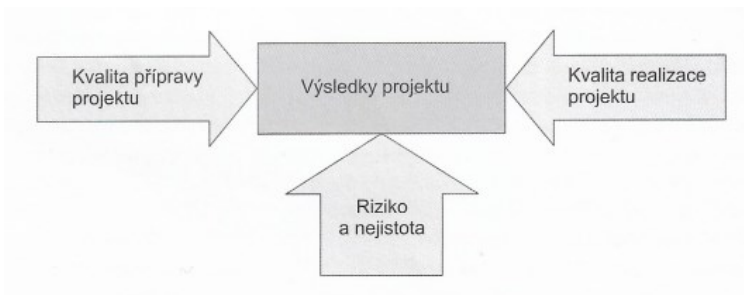 Kvalita přípravy
projektu
Výsledky projektu
Kvalita realizace
projektu
Riziko
a nejistota